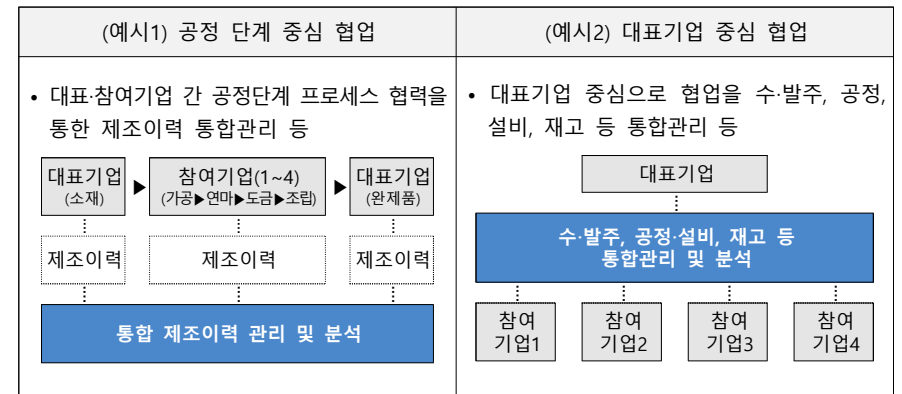 (예시1) 공정 단계 중심 협업
• 대표·참여기업 간 공정단계 프로세스 협력을
통한 제조이력 통합관리 등
대표기업
(소재)
▶
참여기업(1~4)
(가공▶연마▶도금▶조립)
▶
대표기업
(완제품)
제조이력
제조이력
제조이력
통합 제조이력 관리 및 분석
(예시2) 대표기업 중심 협업
• 대표기업 중심으로 협업을 수·발주, 공정,
설비, 재고 등 통합관리 등
대표기업
수·발주, 공정·설비, 재고 등
통합관리 및 분석
참여
기업1
참여
기업2
참여
기업3
참여
기업4